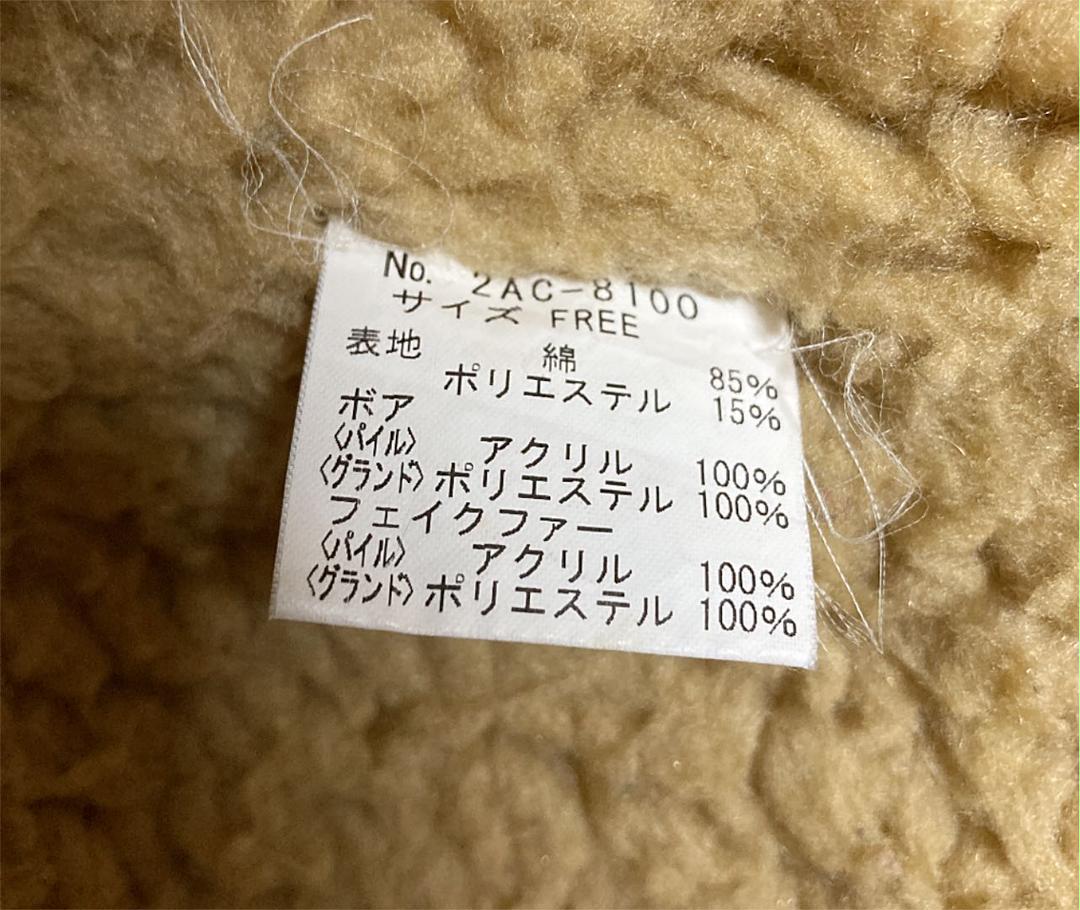 No. 2AC-8100
サイズ FREE
表地 綿 85%
ポリエステル 15%
ボア
〈パイル〉 アクリル 100%
〈グランド〉 ポリエステル 100%
フェイクファー
〈パイル〉 アクリル 100%
〈グランド〉 ポリエステル 100%